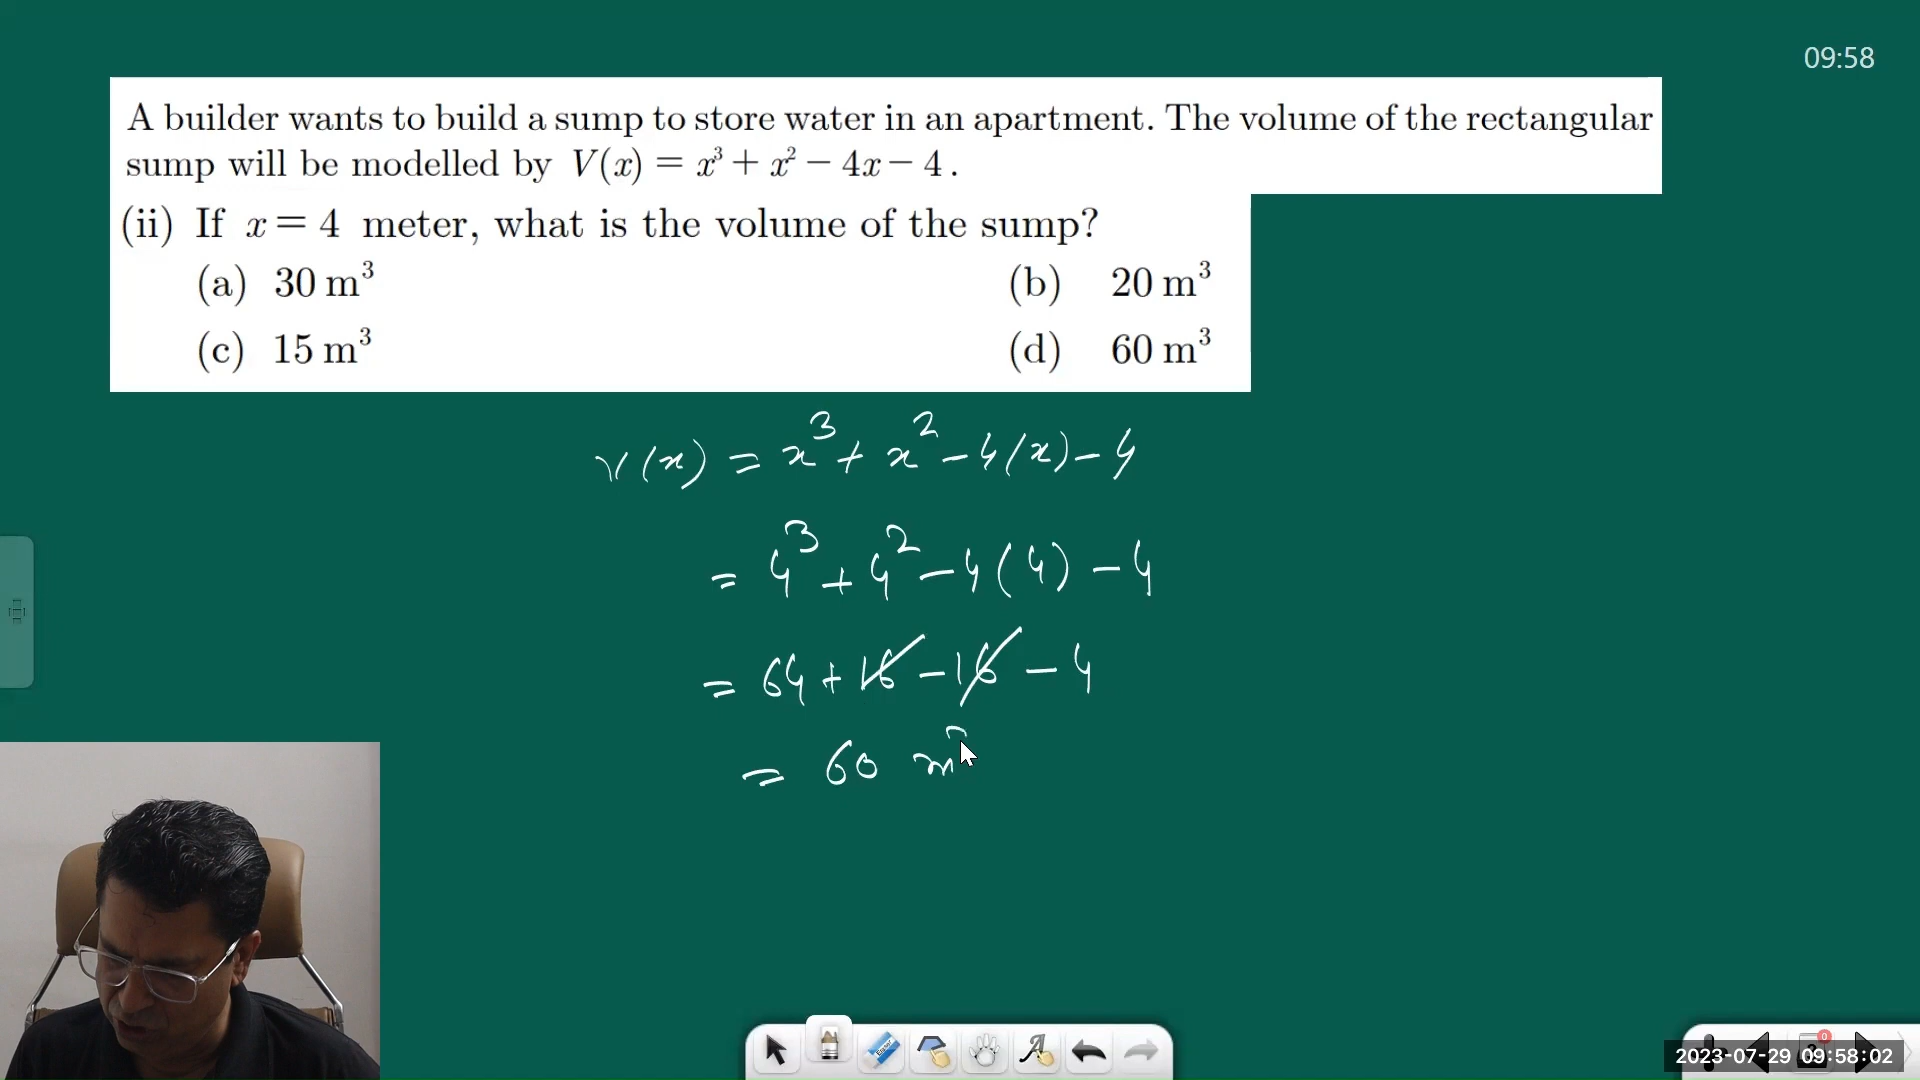 09:58
A builder wants to build a sump to store water in an apartment. The volume of the rectangular
sump will be modelled by V(x) = x³ + x² − 4x − 4.
(ii) If x = 4 meter, what is the volume of the sump?
(a) 30 m³ (b) 20 m³
(c) 15 m³ (d) 60 m³
V(x) = x³ + x² − 4(x) − 4
= 4³ + 4² − 4(4) − 4
= 64 + 16 − 16 − 4
= 60 m
Eraser
A
2023-07-29 09:58:02